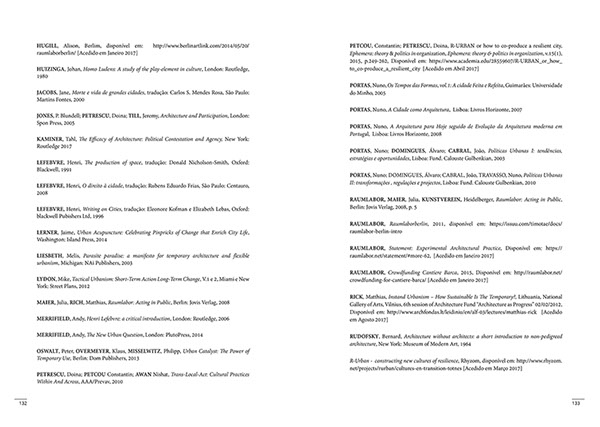 HUGILL, Alison, Berlim, disponível em: http://www.berlinartlink.com/2014/05/20/
raumlaborberlin/ [Acedido em Janeiro 2017]
HUIZINGA, Johan, Homo Ludens: A study of the play-element in culture, London: Routledge,
1980
JACOBS, Jane, Morte e vida de grandes cidades, tradução: Carlos S. Mendes Rosa, São Paulo:
Martins Fontes, 2000
JONES, P. Blundell; PETRESCU, Doina; TILL, Jeremy, Architecture and Participation, London:
Spon Press, 2005
KAMINER, Tahl, The Efficacy of Architecture: Political Contestation and Agency, New York:
Routledge 2017
LEFEBVRE, Henri, The production of space, tradução: Donald Nicholson-Smith, Oxford:
Blackwell, 1991
LEFEBVRE, Henri, O direito à cidade, tradução: Rubens Eduardo Frias, São Paulo: Centauro,
2008
LEFEBVRE, Henri, Writing on Cities, tradução: Eleonore Kofman e Elizabeth Lebas, Oxford:
Blackwell Pubishers Ltd, 1996
LERNER, Jaime, Urban Acupuncture: Celebrating Pinpricks of Change that Enrich City Life,
Washington: Island Press, 2014
LIESBETH, Melis, Parasite paradise: a manifesto for temporary architecture and flexible
urbanism, Michigan: NAi Publishers, 2003
LYDON, Mike, Tactical Urbanism: Short-Term Action Long-Term Change, V.1 e 2, Miami e New
York: Street Plans, 2012
MAIER, Julia, RICH, Matthias, Raumlabor: Acting in Public, Berlin: Jovis Verlag, 2008
MERRIFIELD, Andy, Henri Lefebvre: a critical introduction, London: Routledge, 2006
MERRIFIELD, Andy, The New Urban Question, London: PlutoPress, 2014
OSWALT, Peter, OVERMEYER, Klaus, MISSELWITZ, Philipp, Urban Catalyst: The Power of
Temporary Use, Berlin: Dom Publishers, 2013
PETRESCU, Doina; PETCOU Constantin; AWAN Nishat, Trans-Local-Act: Cultural Practices
Within And Across, AAA/Prevav, 2010
132
PETCOU, Constantin; PETRESCU, Doina, R-URBAN or how to co-produce a resilient city,
Ephemera: theory & politics in organization, Ephemera: theory & politics in organization, v.15(1),
2015, p.249-262, Disponível em: https://www.academia.edu/28559607/R-URBAN_or_how_
to_co-produce_a_resilient_city [Acedido em Abril 2017]
PORTAS, Nuno, Os Tempos das Formas, vol.1: A cidade Feita e Refeita, Guimarães: Universidade
do Minho, 2005
PORTAS, Nuno, A Cidade como Arquitectura, Lisboa: Livros Horizonte, 2007
PORTAS, Nuno, A Arquitectura para Hoje seguido de Evolução da Arquitectura moderna em
Portugal, Lisboa: Livros Horizonte, 2008
PORTAS, Nuno; DOMINGUES, Álvaro; CABRAL, João, Políticas Urbanas I: tendências,
estratégias e oportunidades, Lisboa: Fund. Calouste Gulbenkian, 2003
PORTAS, Nuno; DOMINGUES, Álvaro; CABRAL, João, TRAVASSO, Nuno, Políticas Urbanas
II: transformações , regulações e projectos, Lisboa: Fund. Calouste Gulbenkian, 2010
RAUMLABOR, MAIER, Julia, KUNSTVEREIN, Heidelberger, Raumlabor: Acting in Public,
Berlin: Jovis Verlag, 2008, p. 5
RAUMLABOR, Raumlaborberlin, 2011, disponível em: https://issuu.com/timotaz/docs/
raumlabor-berlin-intro
RAUMLABOR, Statement: Experimental Architectural Practice, Disponível em: https://
raumlabor.net/statement/#more-62, [Acedido em Janeiro 2017]
RAUMLABOR, Crowdfunding Cantiere Barca, 2015, Disponível em: http://raumlabor.net/
crowdfunding-for-cantiere-barca/ [Acedido em Janeiro 2017]
RICK, Matthias, Instand Urbanism - How Sustainable Is The Temporary?, Lithuania, National
Gallery of Arts, Vilnius, 6th session of Architecture Fund "Architecture as Progress" 02/02/2012,
Disponível em: http://www.archfondas.lt/leidiniu/en/alf-03/lectures/matthias-rick [Acedido
em Agosto 2017]
RUDOFSKY, Bernard, Architecture without architects: a short introduction to non-pedigreed
architecture, New York: Museum of Modern Art, 1964
R-Urban - constructing new cultures of resilience, Rhyzom, disponível em: http://www.rhyzom.
net/projects/rurban/cultures-en-transition-totnes [Acedido em Março 2017]
133